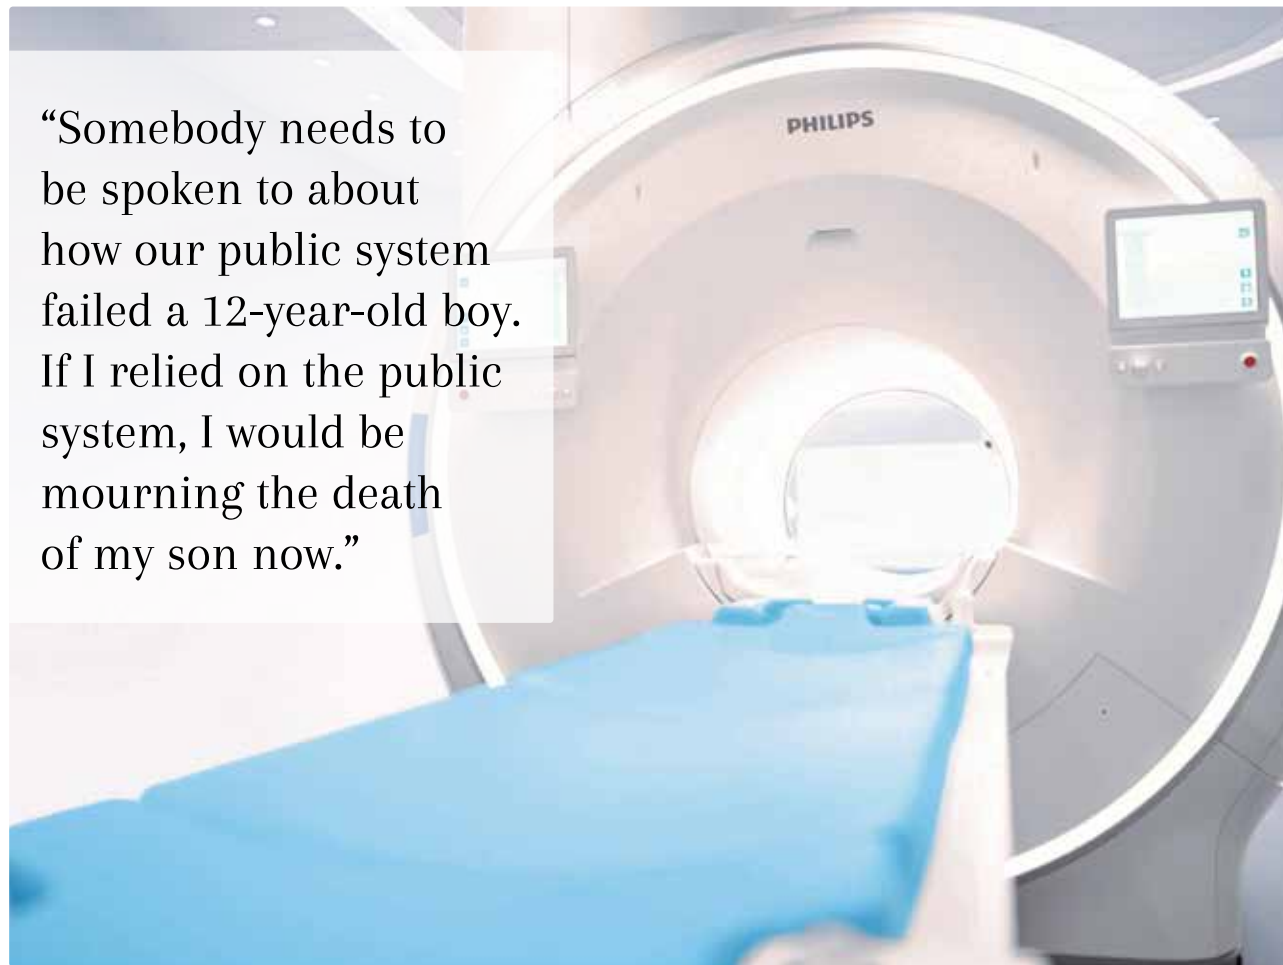 “Somebody needs to
be spoken to about
how our public system
failed a 12-year-old boy.
If I relied on the public
system, I would be
mourning the death
of my son now.”
PHILIPS